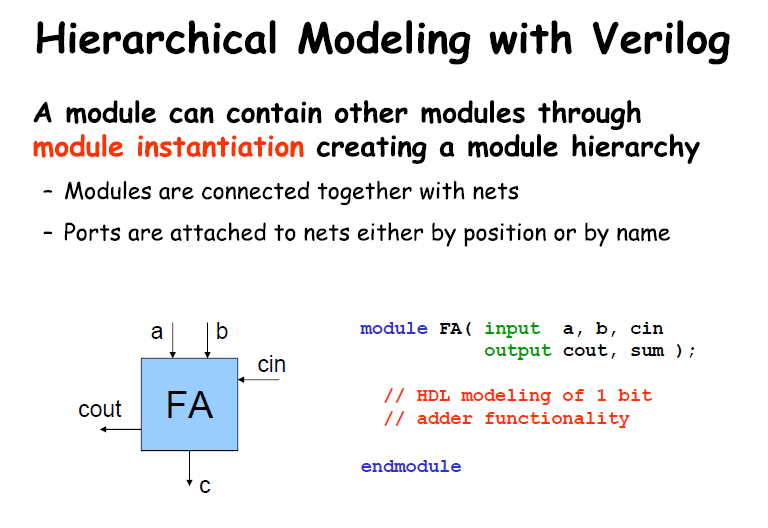 Hierarchical Modeling with Verilog
A module can contain other modules through
module instantiation creating a module hierarchy
– Modules are connected together with nets
– Ports are attached to nets either by position or by name
a
b
cin
cout
FA
c
module FA( input  a, b, cin
output cout, sum );
// HDL modeling of 1 bit
// adder functionality
endmodule